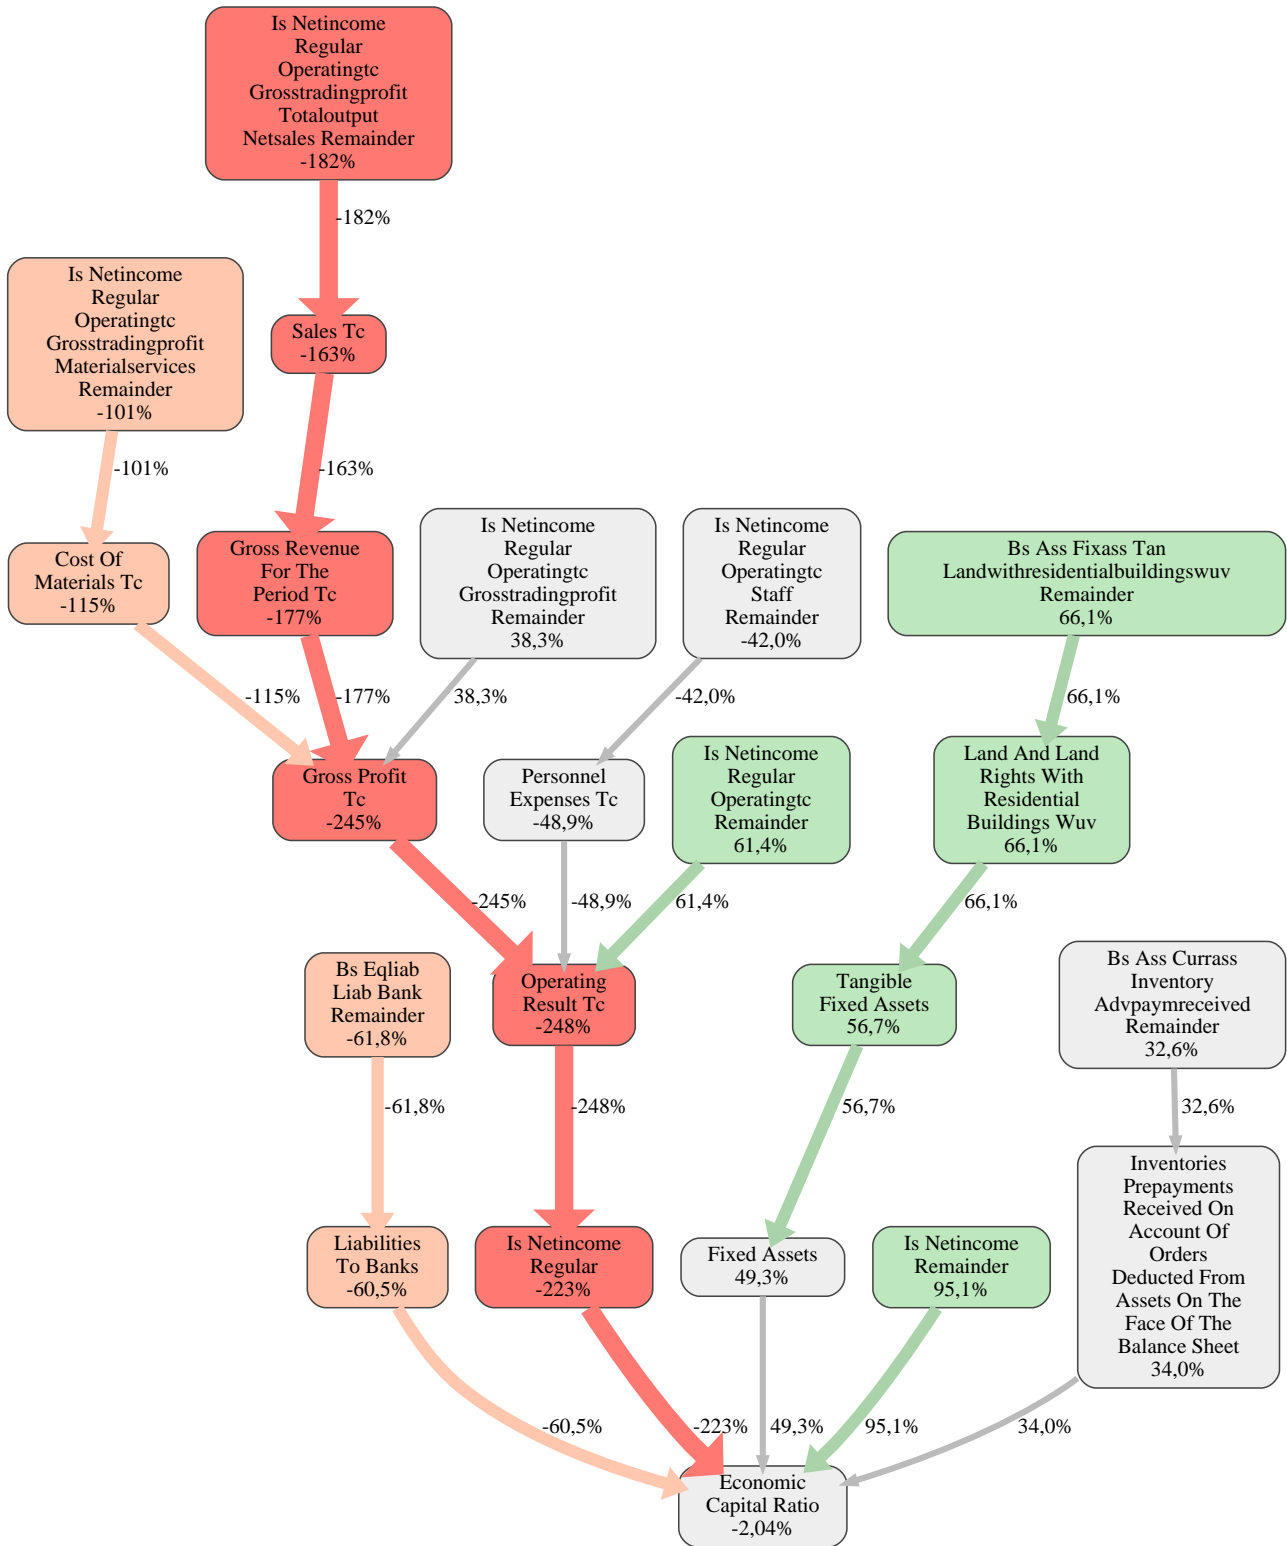 Is Netincome
Regular
Operatingtc
Grosstradingprofit
Totaloutput
Netsales Remainder
-182%
-182%
Is Netincome
Regular
Operatingtc
Grosstradingprofit
Materialservices
Remainder
-101%
Sales Tc
-163%
-101%
-163%
Cost Of
Materials Tc
-115%
Gross Revenue
For The
Period Tc
-177%
Is Netincome
Regular
Operatingtc
Grosstradingprofit
Remainder
38,3%
Is Netincome
Regular
Operatingtc
Staff
Remainder
-42,0%
Bs Ass Fixass Tan
Landwithresidentialbuildingswuv
Remainder
66,1%
-115%
-177%
38,3%
-42,0%
66,1%
Gross Profit
Tc
-245%
Personnel
Expenses Tc
-48,9%
Is Netincome
Regular
Operatingtc
Remainder
61,4%
Land And Land
Rights With
Residential
Buildings Wuv
66,1%
-245%
-48,9%
61,4%
66,1%
Bs Eqliab
Liab Bank
Remainder
-61,8%
Operating
Result Tc
-248%
Tangible
Fixed Assets
56,7%
Bs Ass Currass
Inventory
Advpaymreceived
Remainder
32,6%
-61,8%
-248%
56,7%
32,6%
Liabilities
To Banks
-60,5%
Is Netincome
Regular
-223%
Fixed Assets
49,3%
Is Netincome
Remainder
95,1%
Inventories
Prepayments
Received On
Account Of
Orders
Deducted From
Assets On The
Face Of The
Balance Sheet
34,0%
-60,5%
-223%
49,3%
95,1%
34,0%
Economic
Capital Ratio
-2,04%